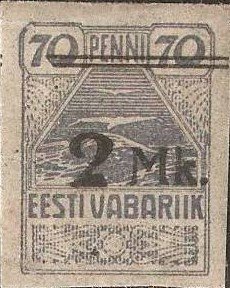 70 PENNI 70
2 Mk.
EESTI VABARIIK